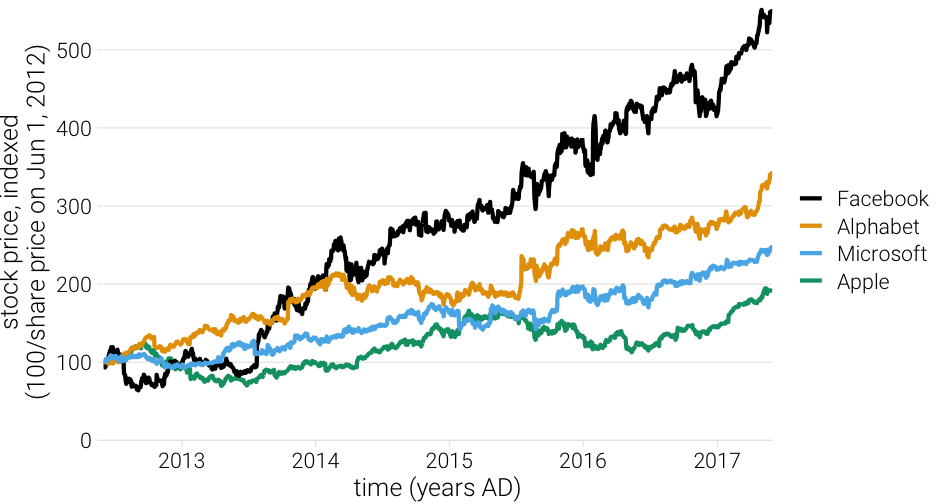 stock price, indexed
(100/share price on Jun 1, 2012)
500
400
300
200
100
0
2013 2014 2015 2016 2017
time (years AD)
Facebook
Alphabet
Microsoft
Apple